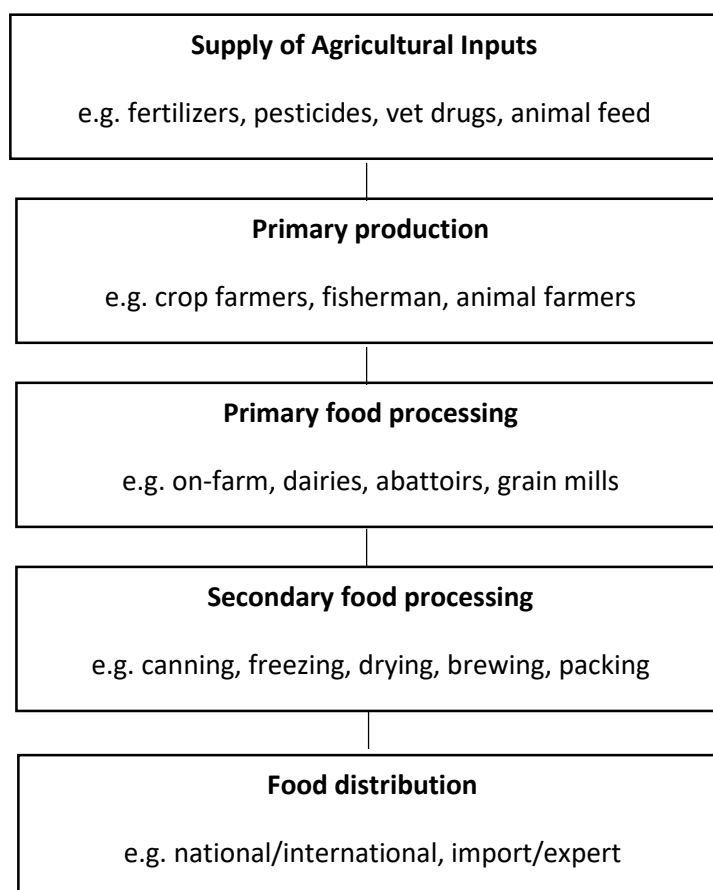 Supply of Agricultural Inputs
e.g. fertilizers, pesticides, vet drugs, animal feed
Primary production
e.g. crop farmers, fisherman, animal farmers
Primary food processing
e.g. on-farm, dairies, abattoirs, grain mills
Secondary food processing
e.g. canning, freezing, drying, brewing, packing
Food distribution
e.g. national/international, import/expert